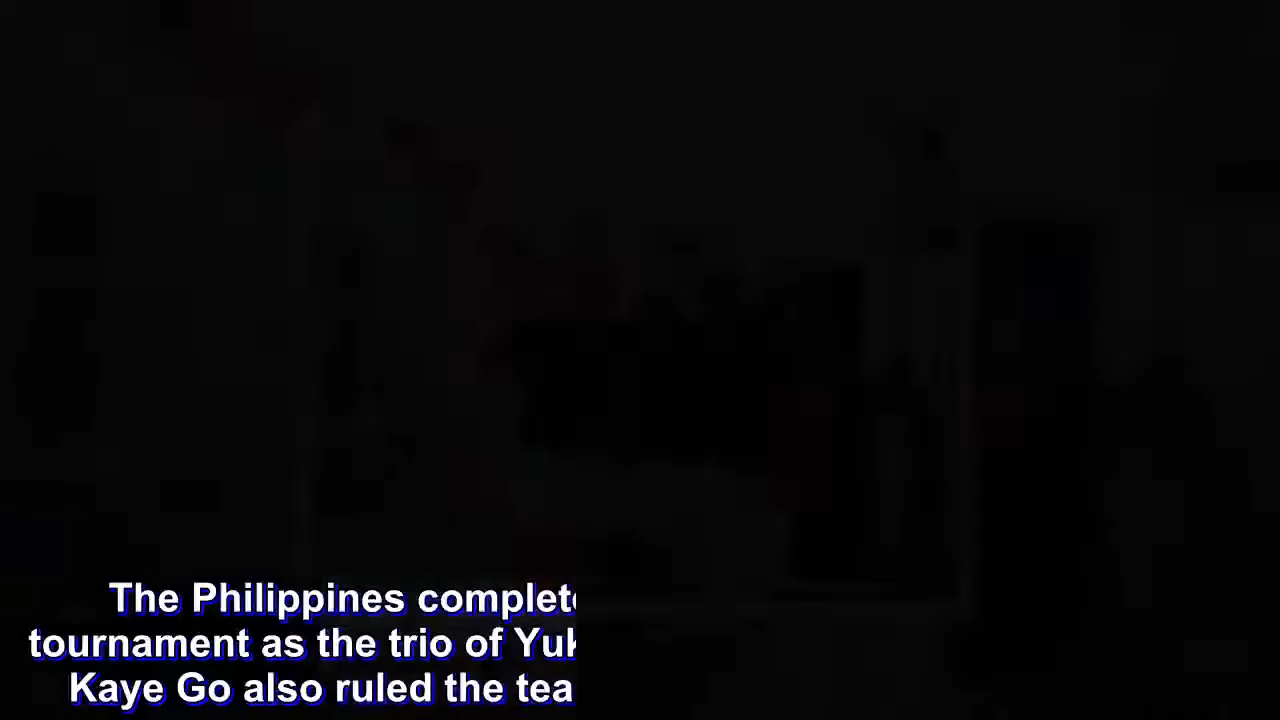 The Philippines complet
tournament as the trio of Yuk
Kaye Go also ruled the tea